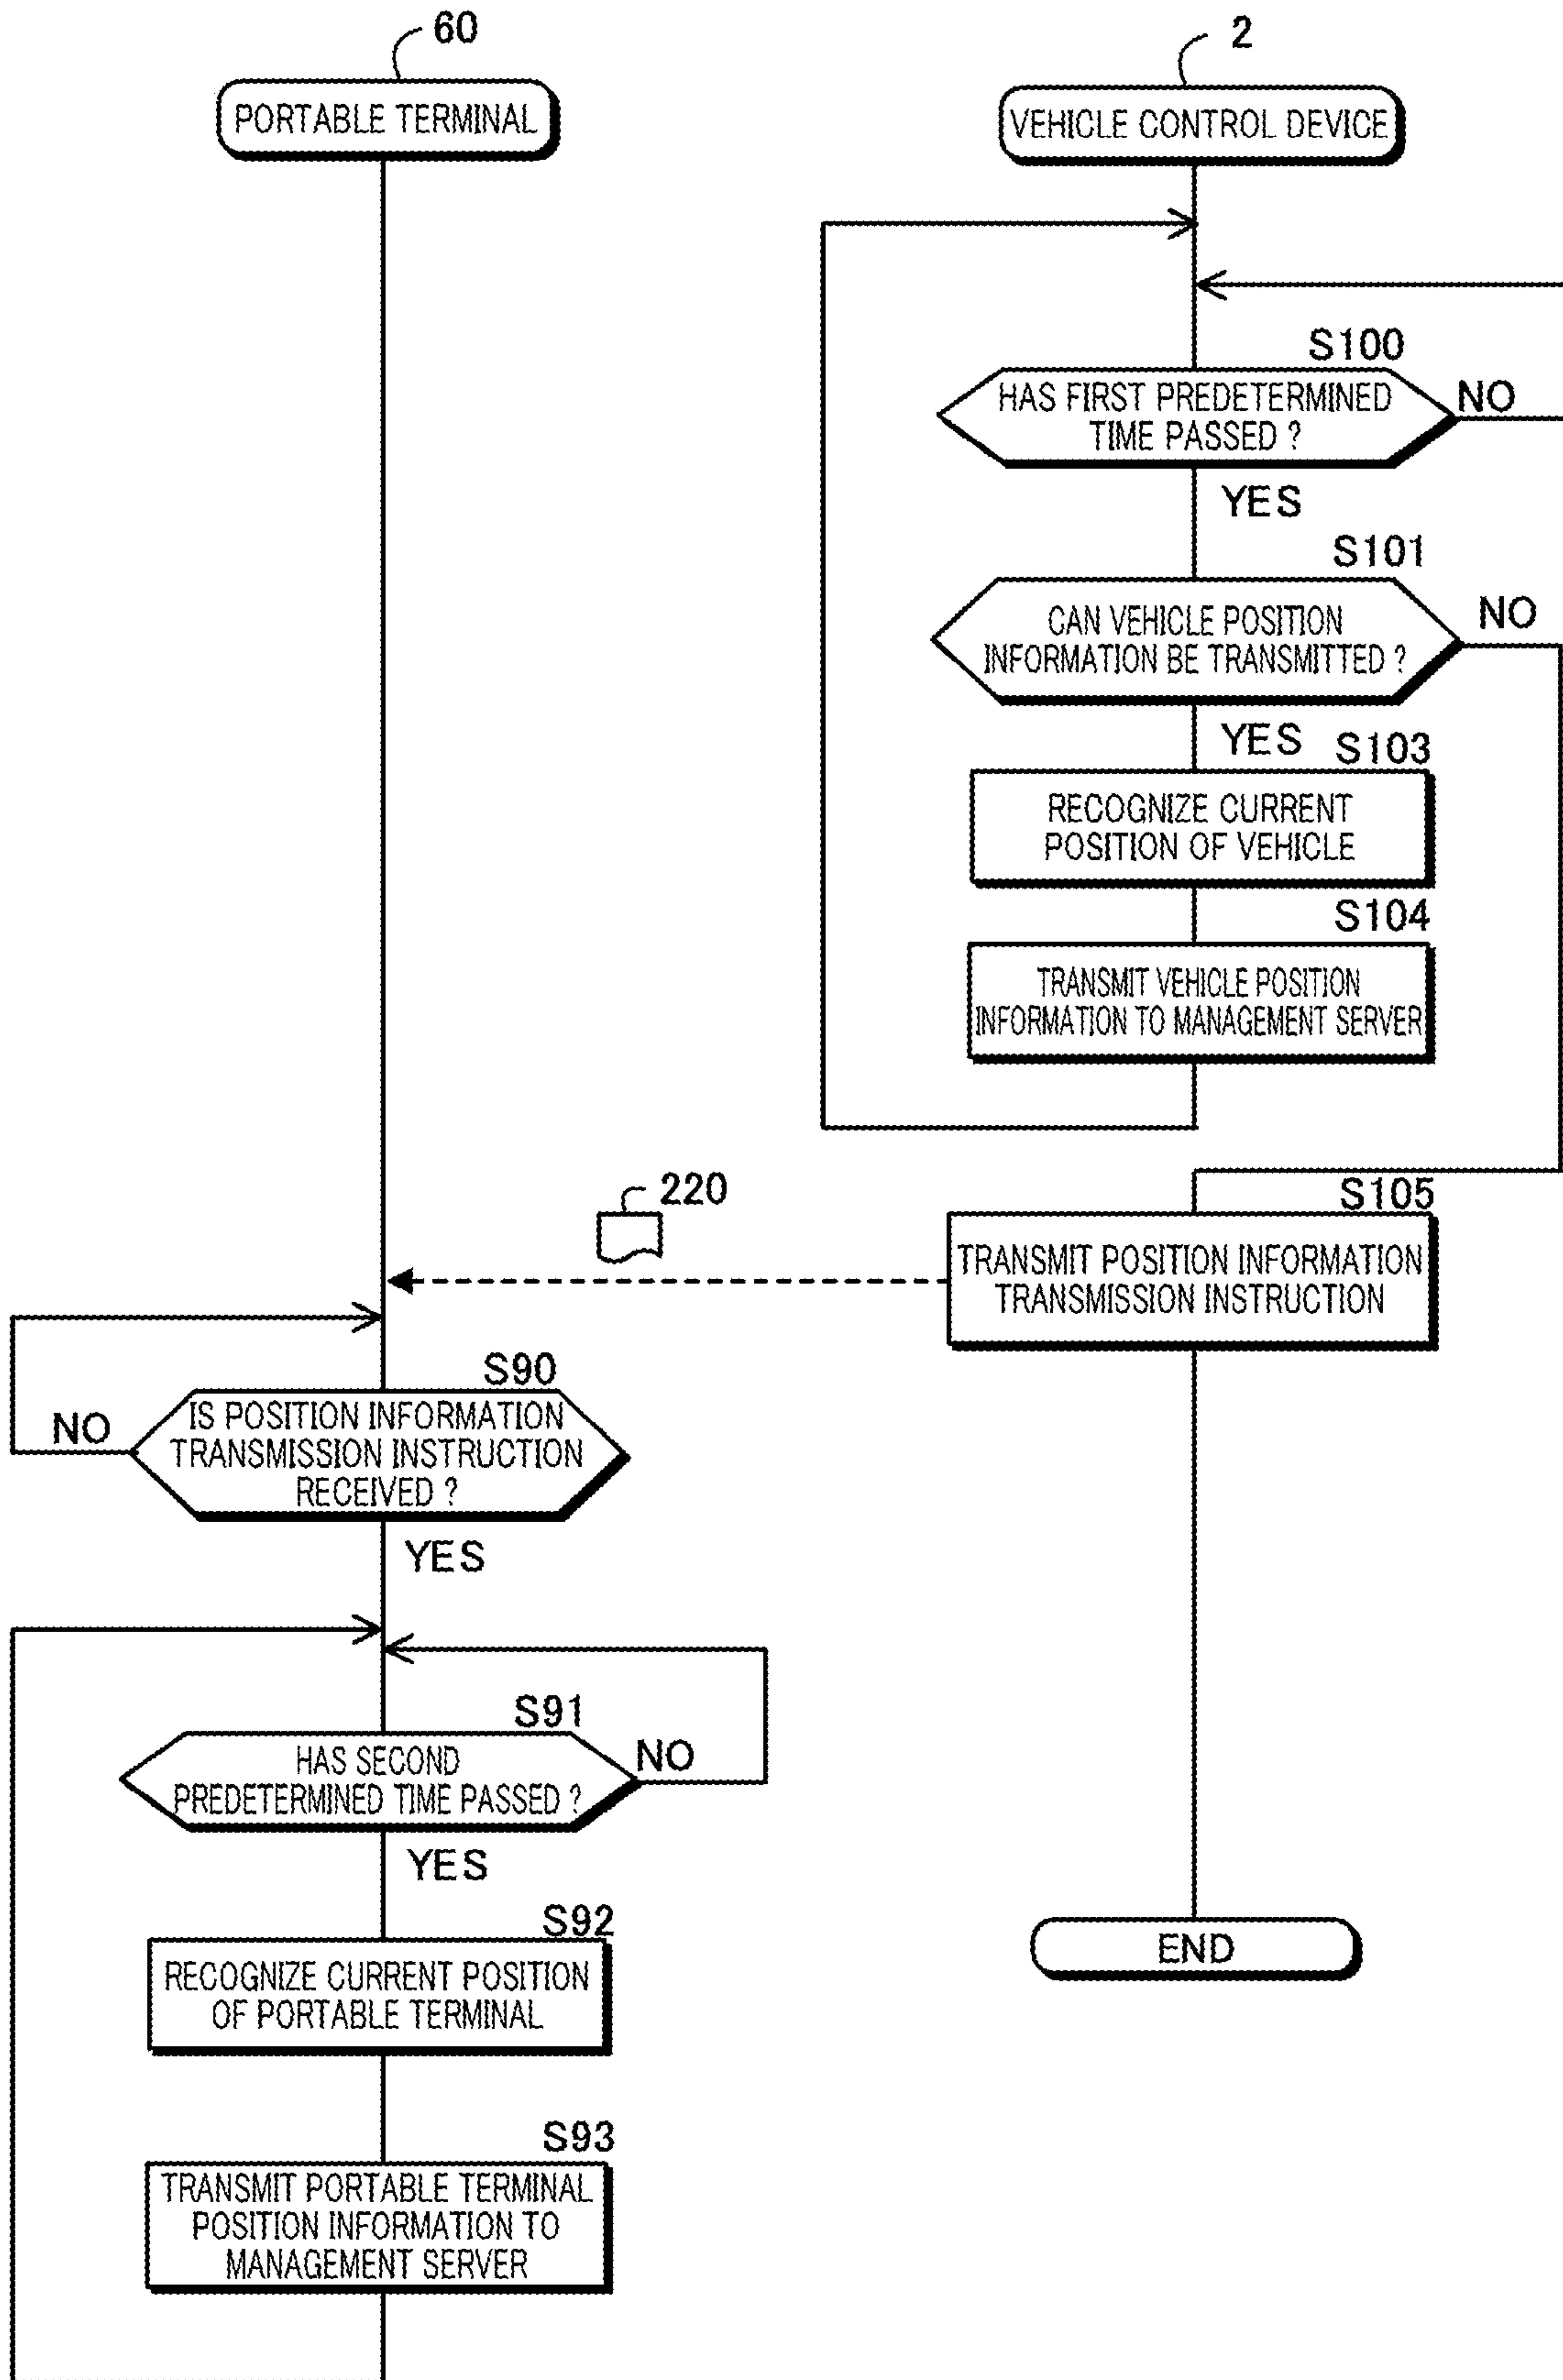 60
PORTABLE TERMINAL
2
VEHICLE CONTROL DEVICE
S100
HAS FIRST PREDETERMINED
TIME PASSED ?
NO
YES
S101
CAN VEHICLE POSITION
INFORMATION BE TRANSMITTED ?
NO
YES
S103
RECOGNIZE CURRENT
POSITION OF VEHICLE
S104
TRANSMIT VEHICLE POSITION
INFORMATION TO MANAGEMENT SERVER
220
S105
TRANSMIT POSITION INFORMATION
TRANSMISSION INSTRUCTION
S90
IS POSITION INFORMATION
TRANSMISSION INSTRUCTION
RECEIVED ?
NO
YES
S91
HAS SECOND
PREDETERMINED TIME PASSED ?
NO
YES
S92
RECOGNIZE CURRENT POSITION
OF PORTABLE TERMINAL
END
S93
TRANSMIT PORTABLE TERMINAL
POSITION INFORMATION TO
MANAGEMENT SERVER